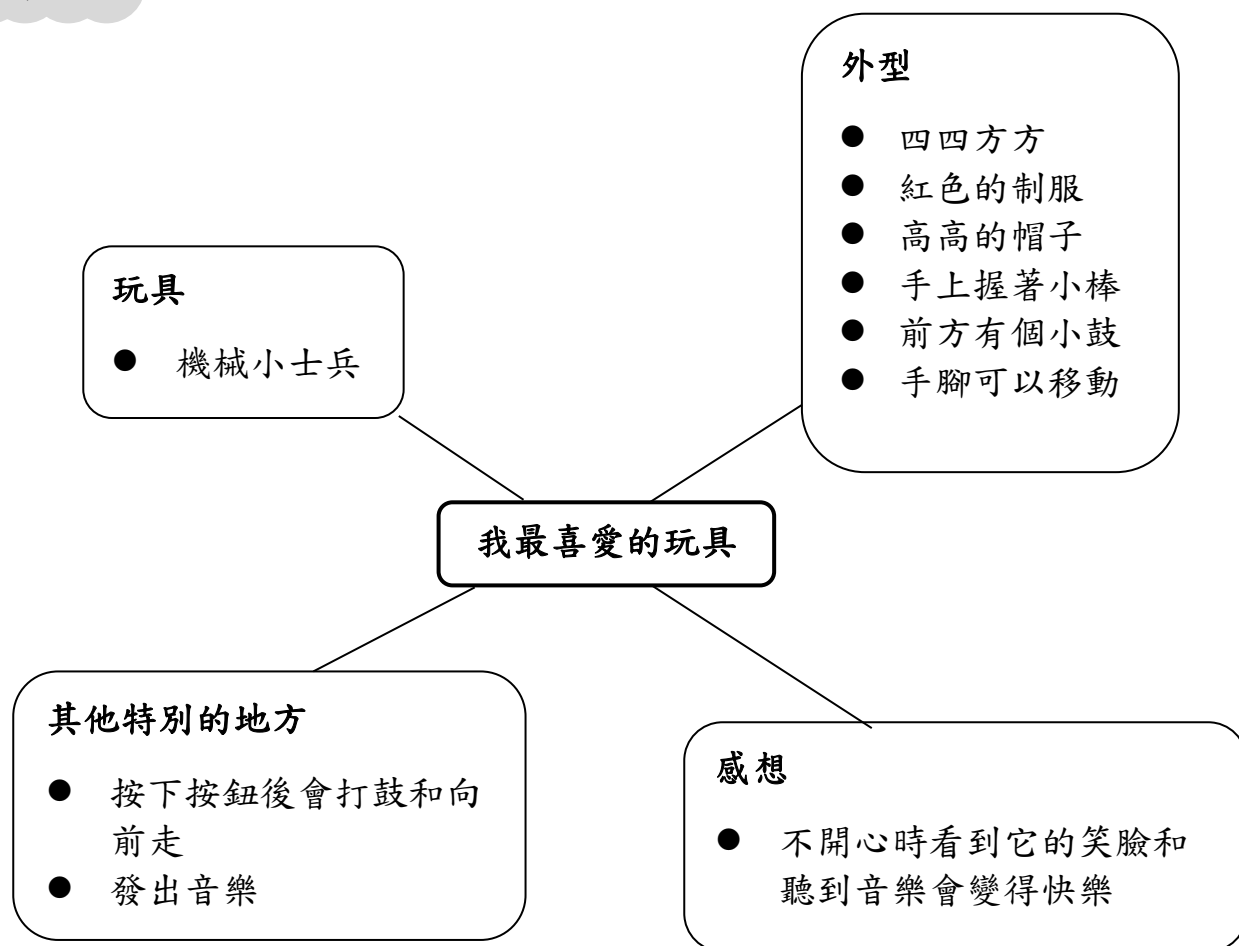 玩具
● 機械小士兵
外型
● 四四方方
● 紅色的制服
● 高高的帽子
● 手上握著小棒
● 前方有個小鼓
● 手腳可以移動
我最喜愛的玩具
其他特別的地方
● 按下按鈕後會打鼓和向
前走
● 發出音樂
感想
● 不開心時看到它的笑臉和
聽到音樂會變得快樂